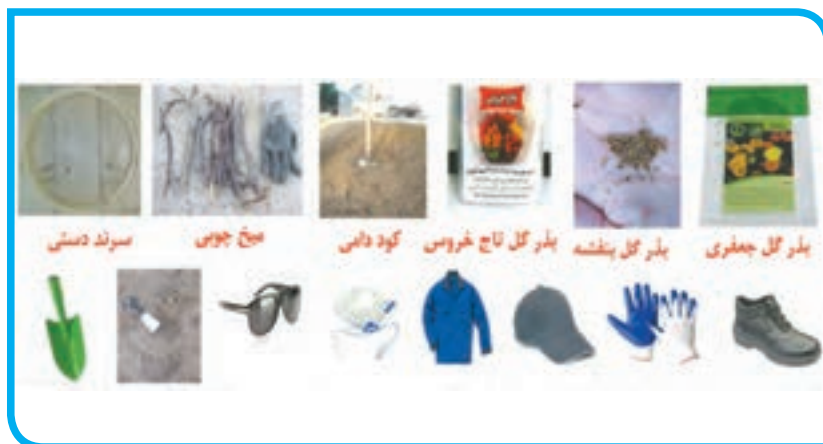 بذر گل جعفری
بذر گل بنفشه
بذر گل تاج خروس
کود دامی
میخ چوبی
سرند دستی